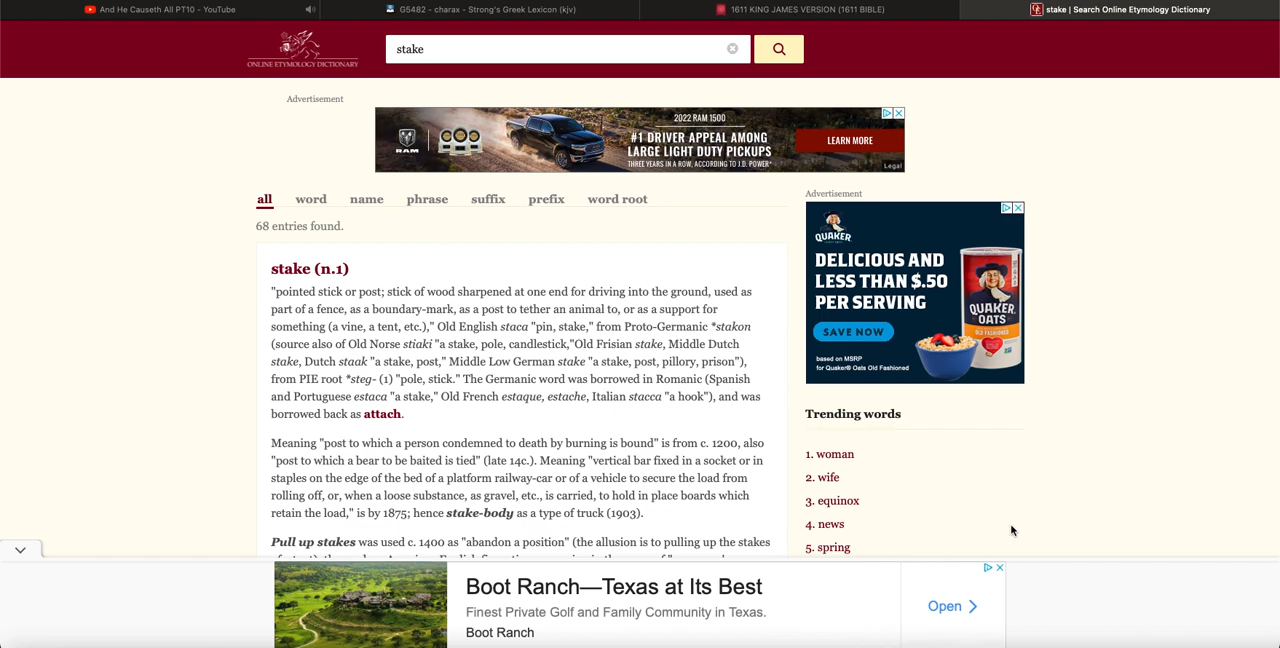 And He Causeth All PT10 - YouTube
G5482 - charax - Strong's Greek Lexicon (kjv)
1611 KING JAMES VERSION (1611 BIBLE)
stake | Search Online Etymology Dictionary
ONLINE ETYMOLOGY DICTIONARY
stake
Advertisement
RAM
2022 RAM 1500
#1 DRIVER APPEAL AMONG
LARGE LIGHT DUTY PICKUPS
THREE YEARS IN A ROW, ACCORDING TO J.D. POWER*
LEARN MORE
Legal
all word name phrase suffix prefix word root
68 entries found.
stake (n.1)
"pointed stick or post; stick of wood sharpened at one end for driving into the ground, used as
part of a fence, as a boundary-mark, as a post to tether an animal to, or as a support for
something (a vine, a tent, etc.)," Old English staca "pin, stake," from Proto-Germanic *stakon
(source also of Old Norse stiaki "a stake, pole, candlestick,"Old Frisian stake, Middle Dutch
stake, Dutch staak "a stake, post," Middle Low German stake "a stake, post, pillory, prison"),
from PIE root *steg- (1) "pole, stick." The Germanic word was borrowed in Romanic (Spanish
and Portuguese estaca "a stake," Old French estaque, estache, Italian stacca "a hook"), and was
borrowed back as attach.
Meaning "post to which a person condemned to death by burning is bound" is from c. 1200, also
"post to which a bear to be baited is tied" (late 14c.). Meaning "vertical bar fixed in a socket or in
staples on the edge of the bed of a platform railway-car or of a vehicle to secure the load from
rolling off, or, when a loose substance, as gravel, etc., is carried, to hold in place boards which
retain the load," is by 1875; hence stake-body as a type of truck (1903).
Pull up stakes was used c. 1400 as "abandon a position" (the allusion is to pulling up the stakes
Advertisement
QUAKER
DELICIOUS AND
LESS THAN $.50
PER SERVING
SAVE NOW
based on MSRP
for Quaker® Oats Old Fashioned
QUAKER
OATS
Trending words
1. woman
2. wife
3. equinox
4. news
5. spring
Boot Ranch—Texas at Its Best
Finest Private Golf and Family Community in Texas.
Boot Ranch
Open